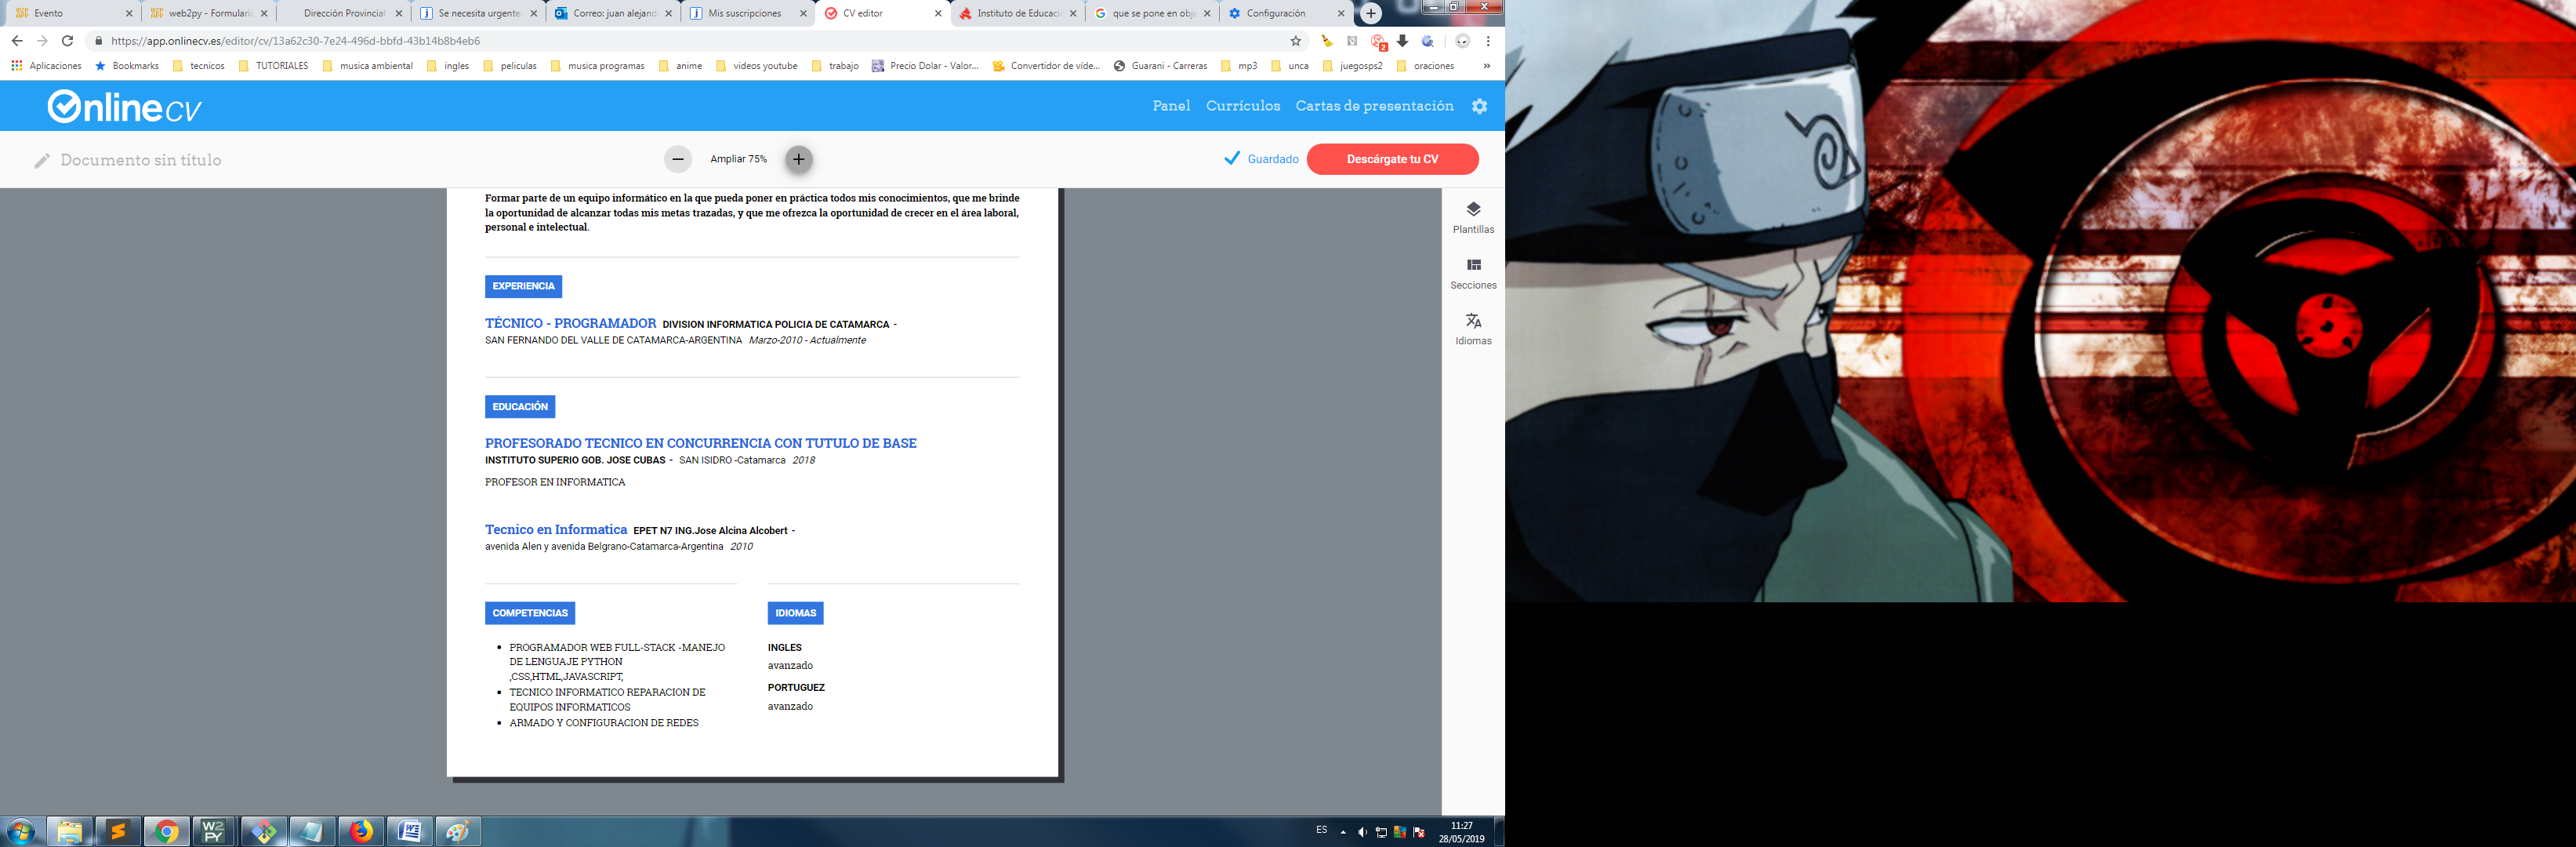 Evento
web2py - Formulario
Dirección Provincial
Se necesita urgente
Correo: juan alejand
Mis suscripciones
CV editor
Instituto de Educaci
que se pone en obje
Configuración
https://app.onlinecv.es/editor/cv/13a62c30-7e24-496d-bbfd-43b14b8b4eb6
2
Aplicaciones
Bookmarks
tecnicos
TUTORIALES
musica ambiental
ingles
peliculas
musica programas
anime
videos youtube
trabajo
Precio Dolar - Valor...
Convertidor de víde...
Guarani - Carreras
mp3
unca
juegosps2
oraciones
»
Onlinecv
Panel
Currículos
Cartas de presentación
Documento sin título
Ampliar 75%
Guardado
Descárgate tu CV
Formar parte de un equipo informático en la que pueda poner en práctica todos mis conocimientos, que me brinde
la oportunidad de alcanzar todas mis metas trazadas, y que me ofrezca la oportunidad de crecer en el área laboral,
personal e intelectual.
EXPERIENCIA
TÉCNICO - PROGRAMADOR DIVISION INFORMATICA POLICIA DE CATAMARCA -
SAN FERNANDO DEL VALLE DE CATAMARCA-ARGENTINA Marzo-2010 - Actualmente
EDUCACIÓN
PROFESORADO TECNICO EN CONCURRENCIA CON TUTULO DE BASE
INSTITUTO SUPERIO GOB. JOSE CUBAS - SAN ISIDRO -Catamarca 2018
PROFESOR EN INFORMATICA
Tecnico en Informatica EPET N7 ING.Jose Alcina Alcobert -
avenida Alen y avenida Belgrano-Catamarca-Argentina 2010
COMPETENCIAS
PROGRAMADOR WEB FULL-STACK -MANEJO
DE LENGUAJE PYTHON
,CSS,HTML,JAVASCRIPT,
TECNICO INFORMATICO REPARACION DE
EQUIPOS INFORMATICOS
ARMADO Y CONFIGURACION DE REDES
IDIOMAS
INGLES
avanzado
PORTUGUEZ
avanzado
Plantillas
Secciones
Idiomas
W2
PY
ES
11:27
28/05/2019